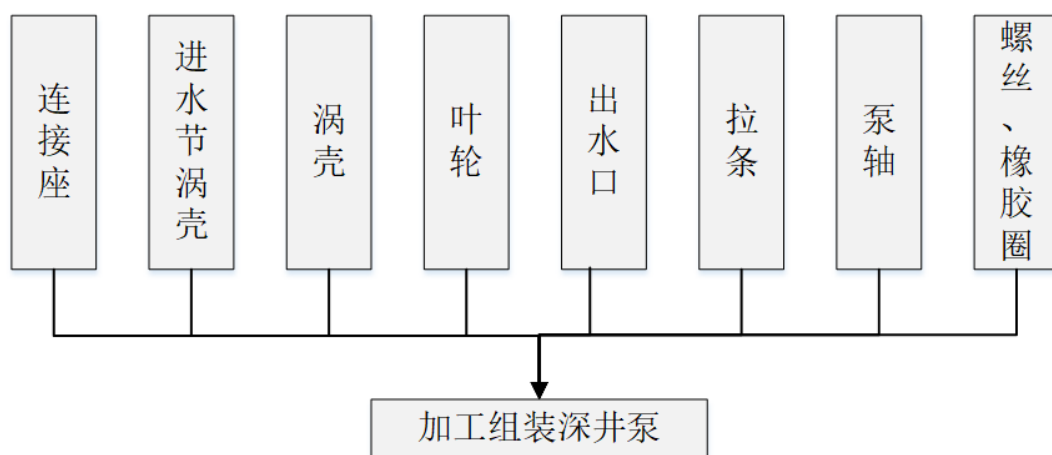 连接座
进水节涡壳
涡壳
叶轮
出水口
拉条
泵轴
螺丝、橡胶圈
加工组装深井泵